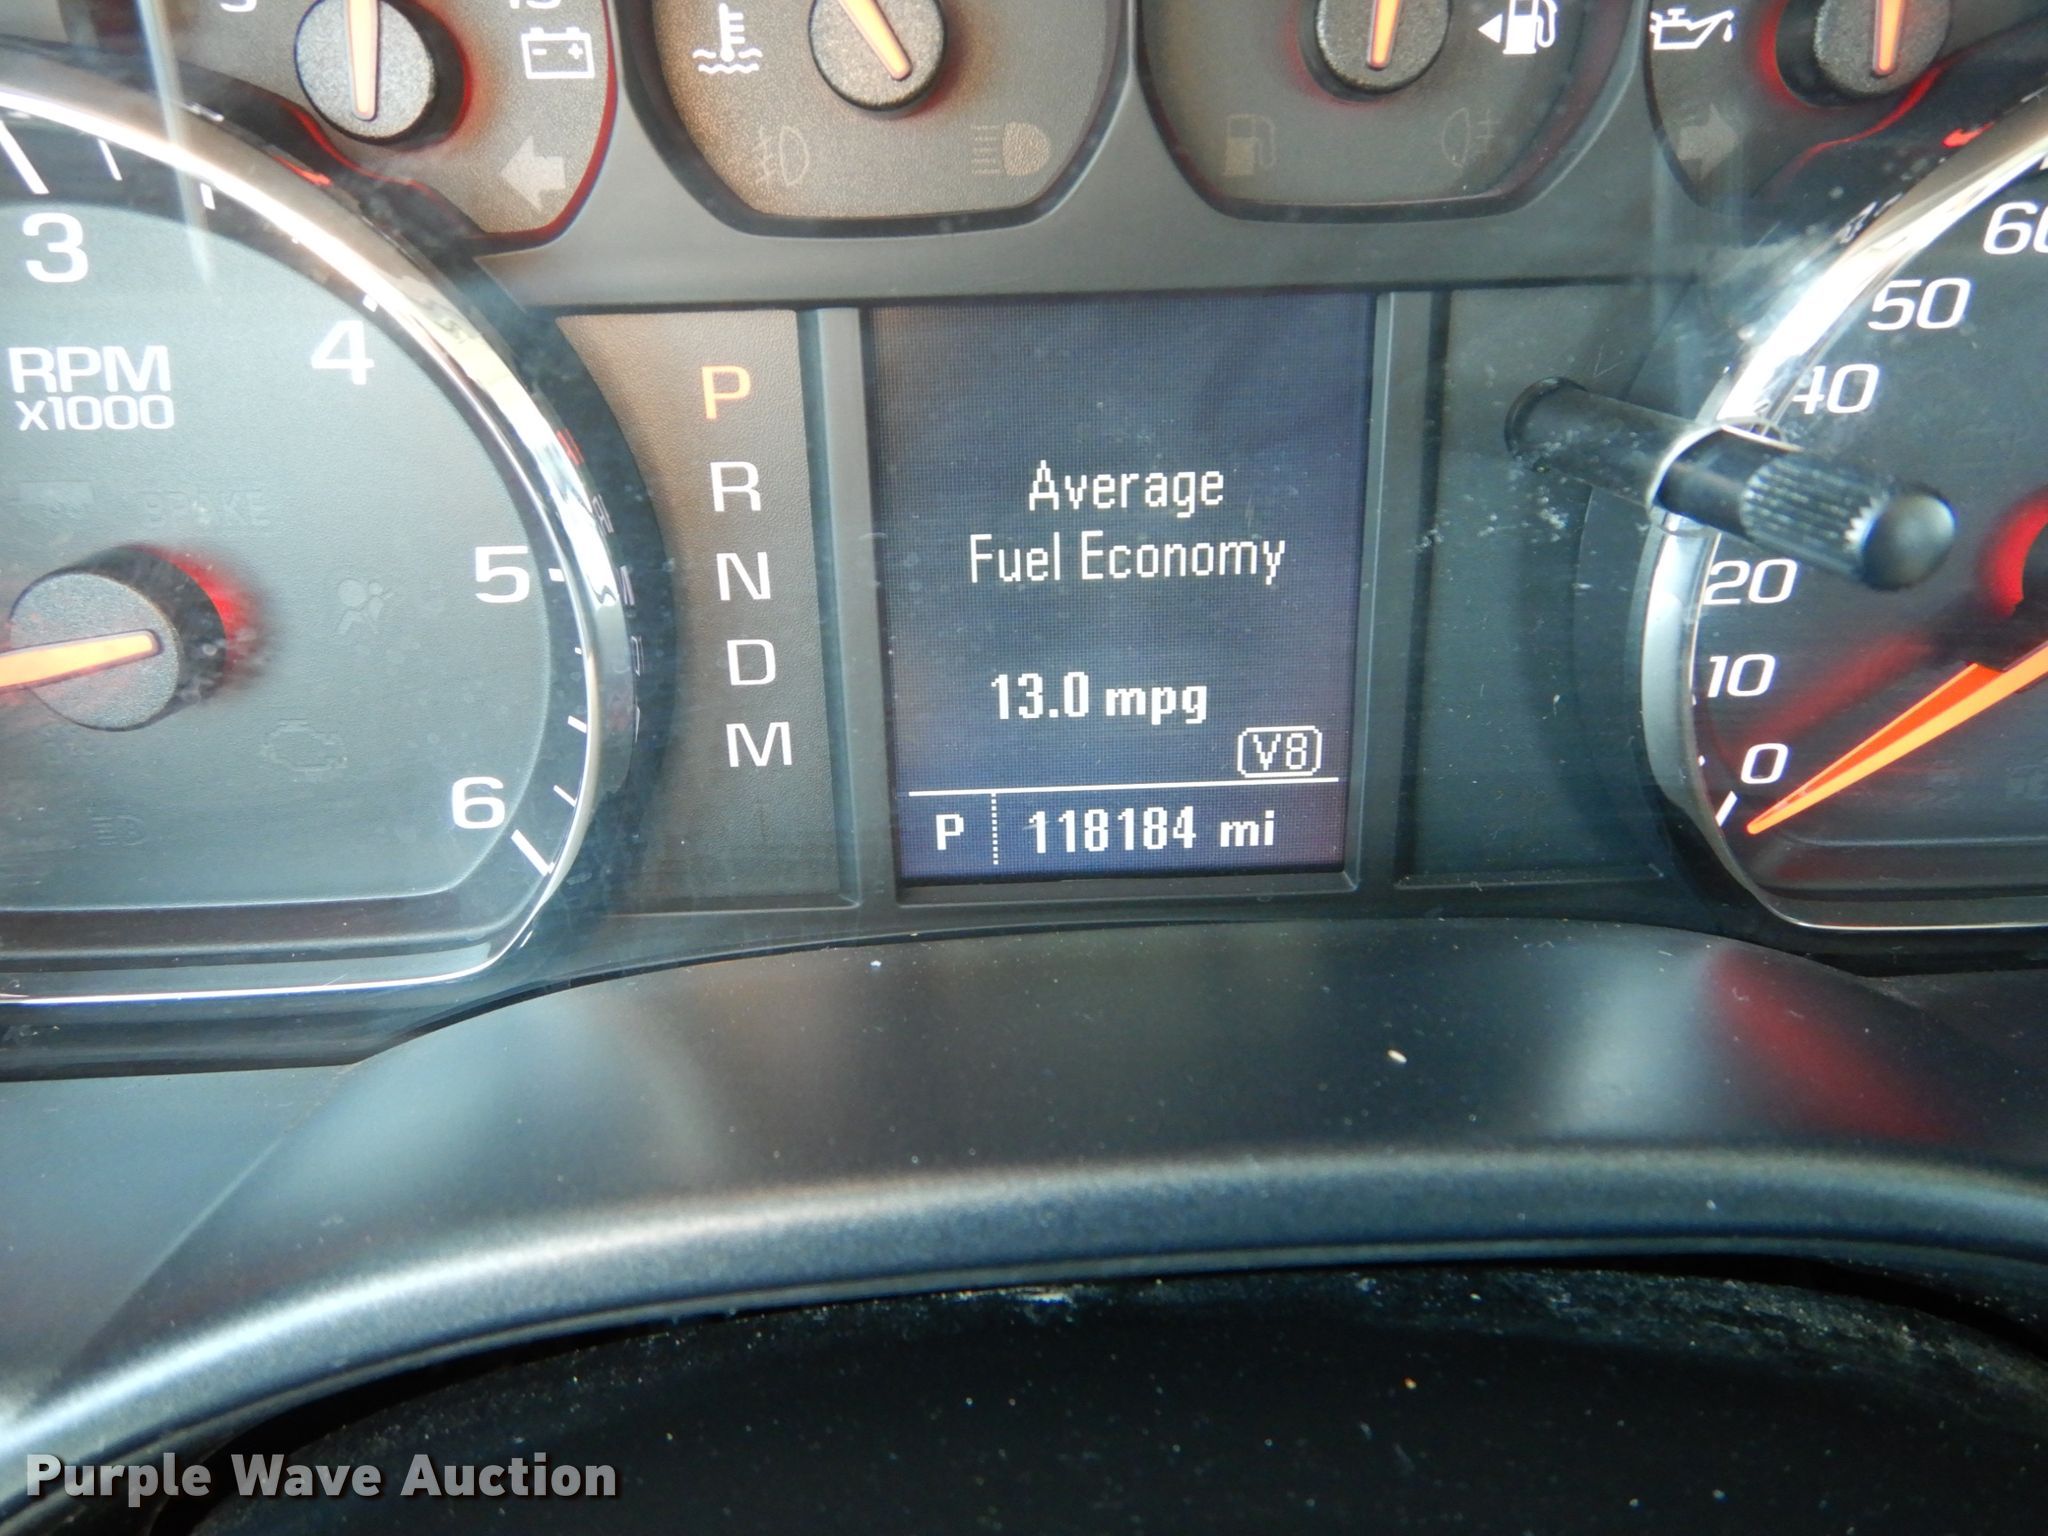 3
4
RPM
x1000
5
6
P
R
N
D
M
Average
Fuel Economy
13.0 mpg
V8
P 118184 mi
60
50
40
20
10
0
Purple Wave Auction